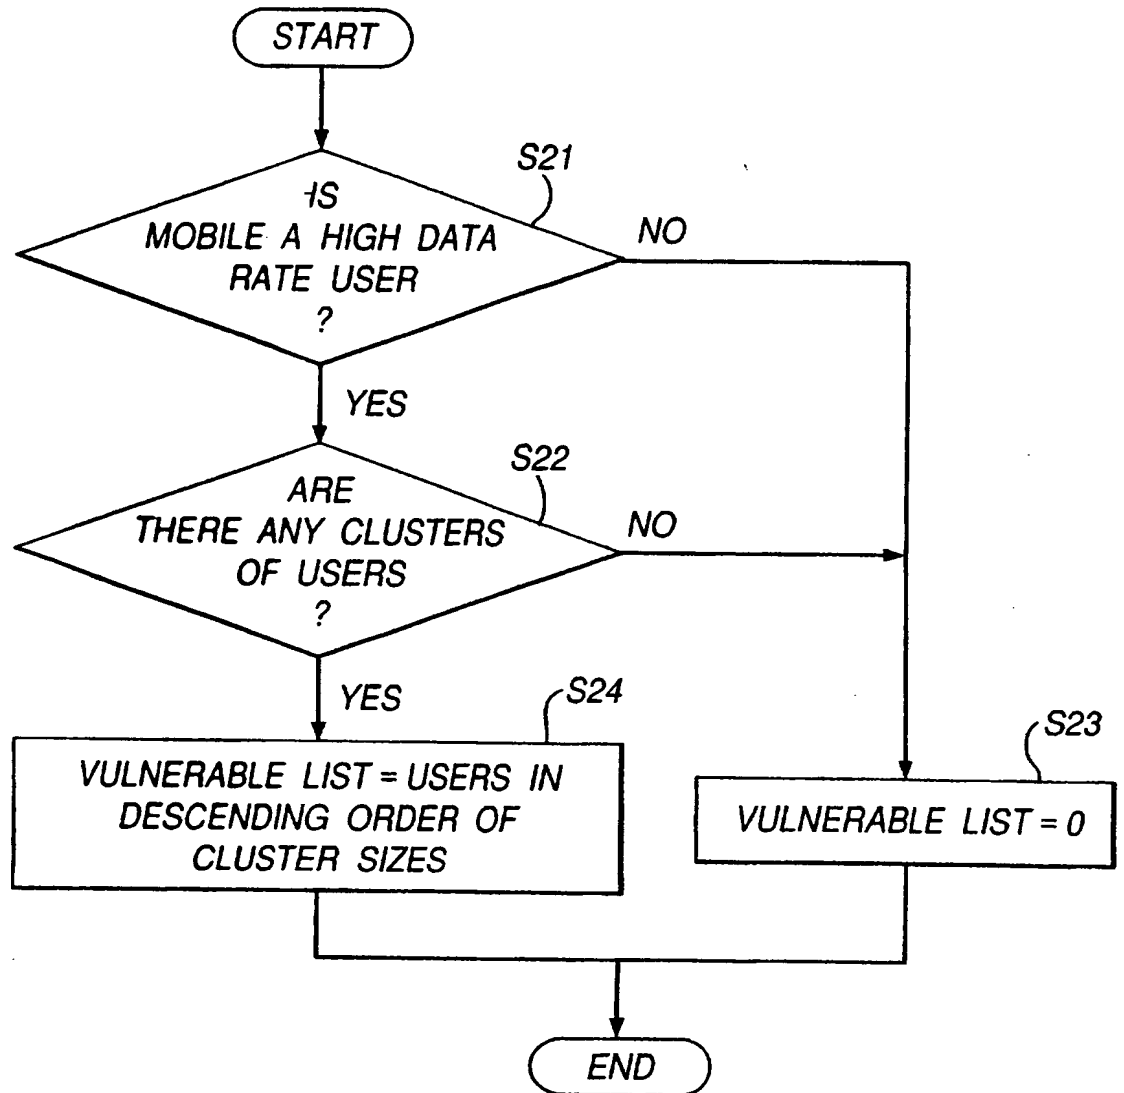 START
S21
IS
MOBILE A HIGH DATA
RATE USER
?
NO
YES
S22
ARE
THERE ANY CLUSTERS
OF USERS
?
NO
YES
S24
VULNERABLE LIST = USERS IN
DESCENDING ORDER OF
CLUSTER SIZES
S23
VULNERABLE LIST = 0
END